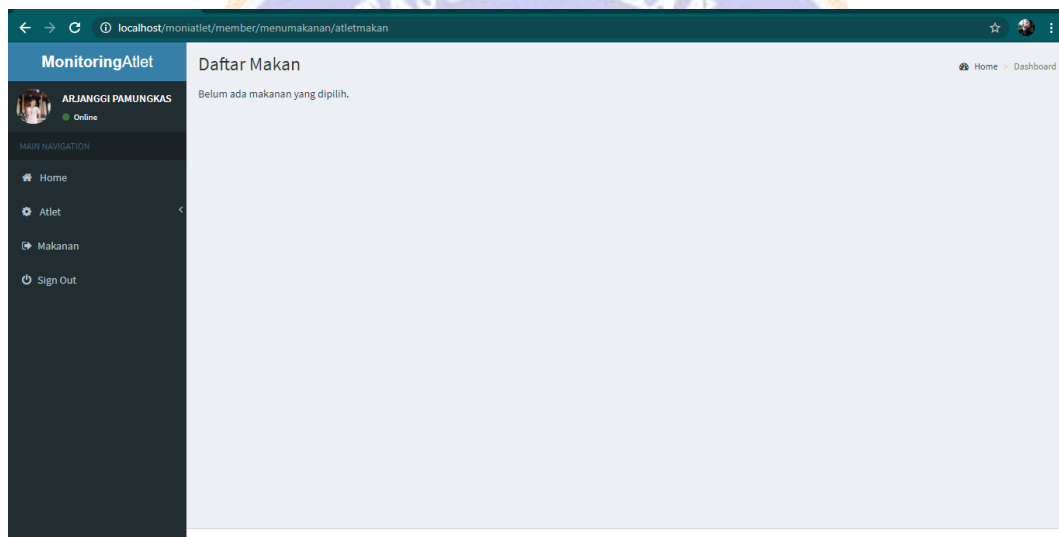 localhost/moniatlet/member/menumakanan/atletmakan
MonitoringAtlet
Daftar Makan
Home > Dashboard
ARJANGGI PAMUNGKAS
Online
Belum ada makanan yang dipilih.
MAIN NAVIGATION
Home
Atlet
Makanan
Sign Out